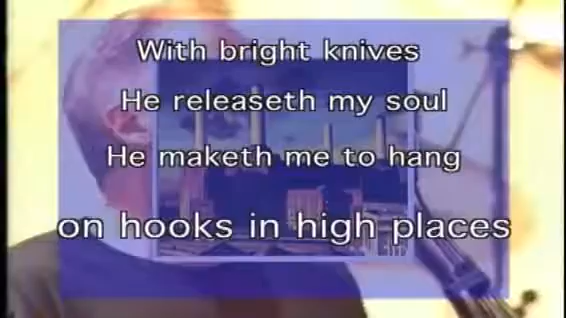 With bright knives
He releaseth my soul
He maketh me to hang
on hooks in high places